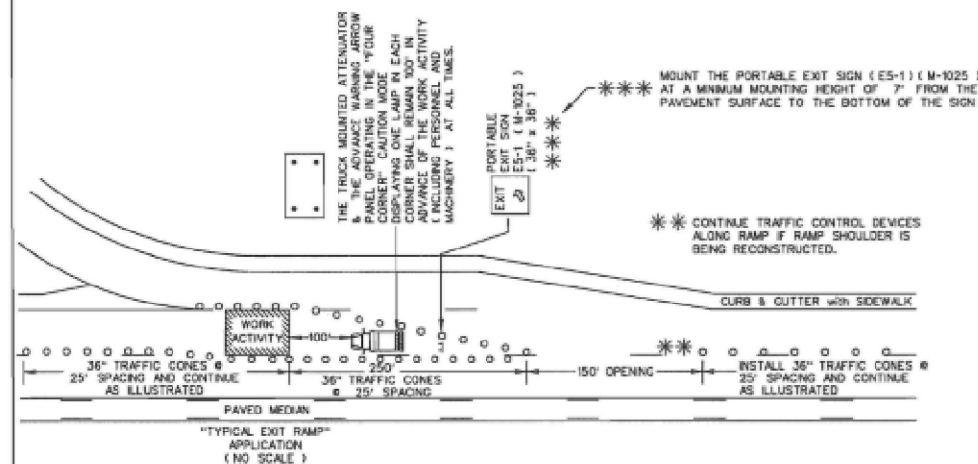 THE TRUCK MOUNTED ATTENUATOR
& THE ADVANCE WARNING ARROW
PANEL OPERATING IN THE "FOUR
CORNER" CAUTION MODE
DISPLAYING ONE LAMP IN EACH
CORNER SHALL REMAIN 100' IN
ADVANCE OF THE WORK ACTIVITY
( INCLUDING PERSONNEL AND
MACHINERY ) AT ALL TIMES.
PORTABLE
EXIT SIGN
E5-1 ( M-1025 )
( 36" x 36" )
EXIT
*** MOUNT THE PORTABLE EXIT SIGN ( E5-1 ) ( M-1025 )
AT A MINIMUM MOUNTING HEIGHT OF 7' FROM THE
PAVEMENT SURFACE TO THE BOTTOM OF THE SIGN
***
** CONTINUE TRAFFIC CONTROL DEVICES
ALONG RAMP IF RAMP SHOULDER IS
BEING RECONSTRUCTED.
CURB & GUTTER with SIDEWALK
WORK
ACTIVITY
100'
**
36" TRAFFIC CONES @
25' SPACING AND CONTINUE
AS ILLUSTRATED
250'
36" TRAFFIC CONES
@ 25' SPACING
150' OPENING
INSTALL 36" TRAFFIC CONES @
25' SPACING AND CONTINUE
AS ILLUSTRATED
PAVED MEDIAN
"TYPICAL EXIT RAMP"
APPLICATION
( NO SCALE )